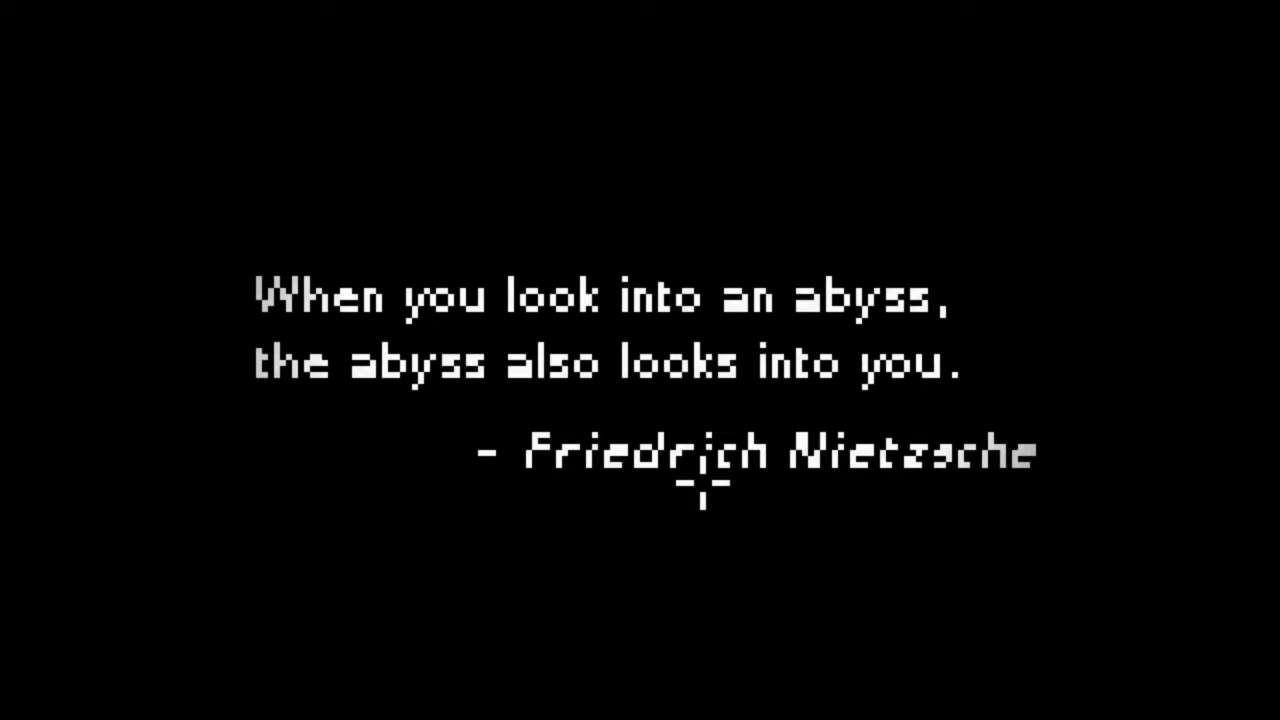 When you look into an abyss,
the abyss also looks into you.
- Friedrich Nietzsche